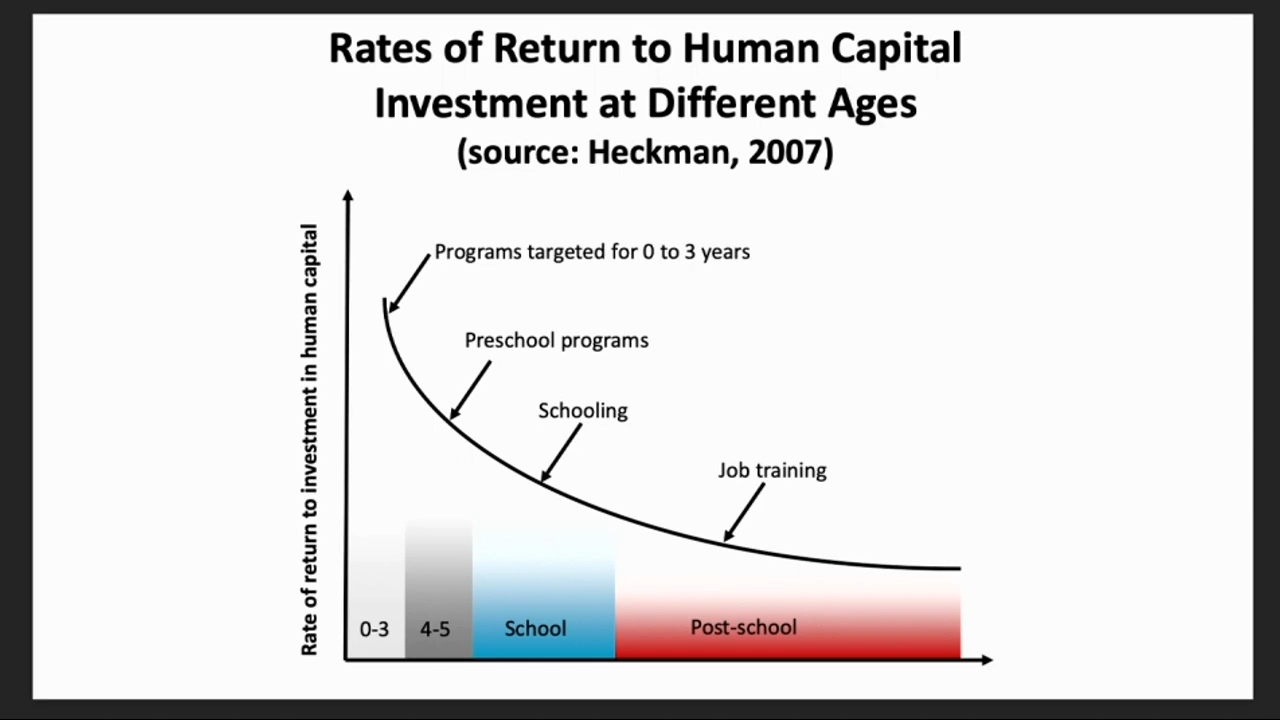 Rates of Return to Human Capital
Investment at Different Ages
(source: Heckman, 2007)
Rate of return to investment in human capital
Programs targeted for 0 to 3 years
Preschool programs
Schooling
Job training
0-3
4-5
School
Post-school